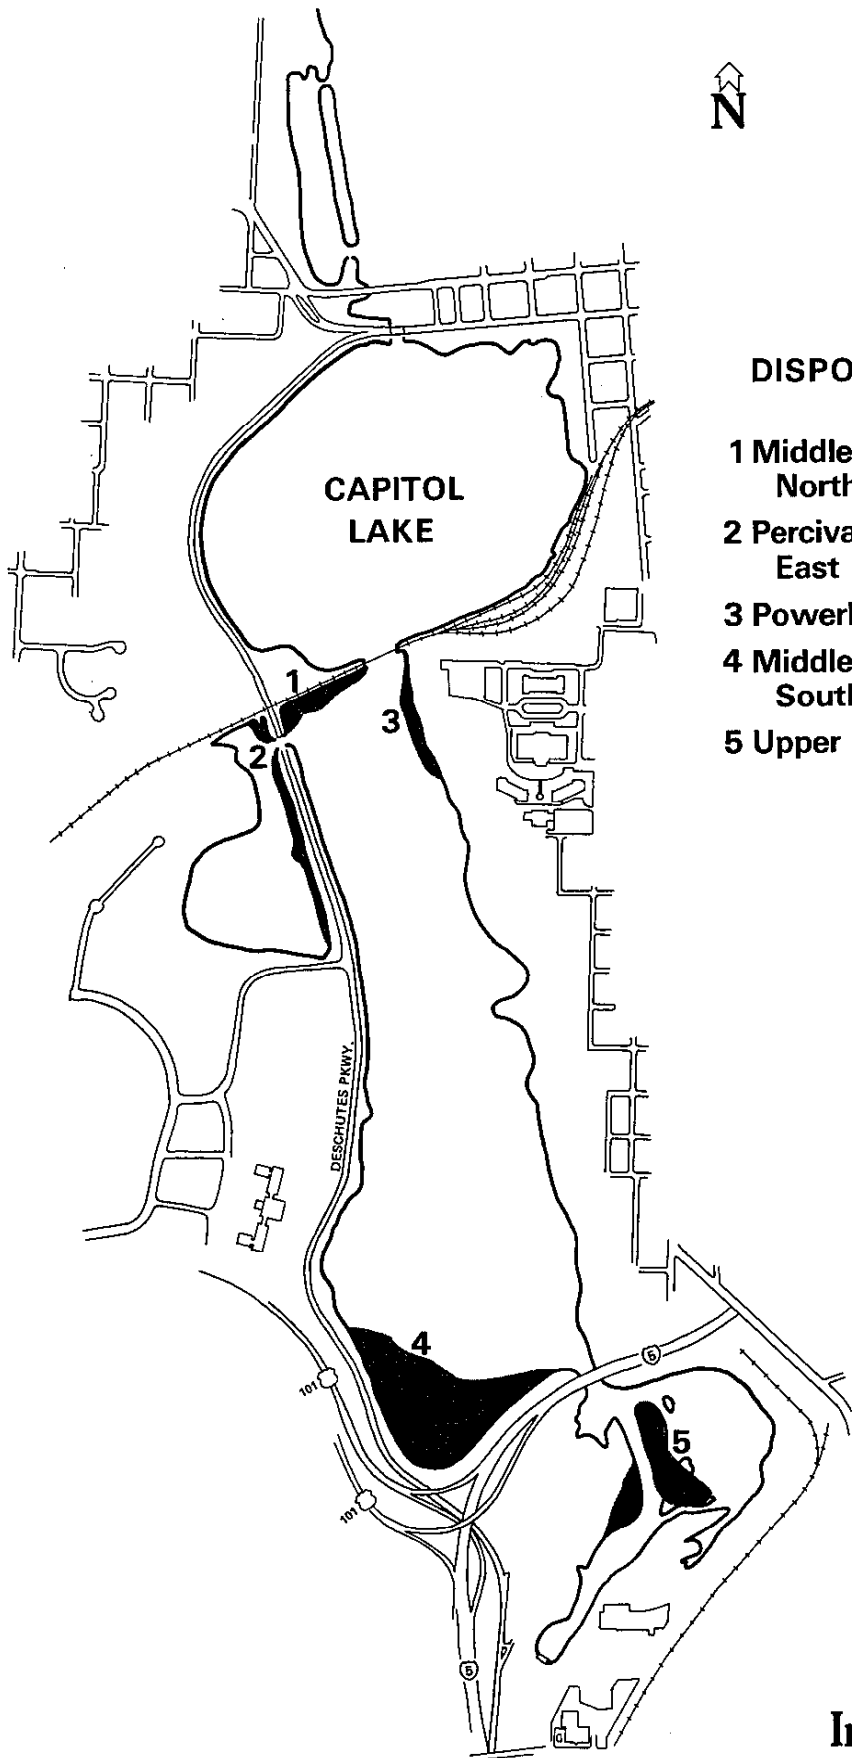 N
DISPO
1 Middle
North
2 Perciva
East
3 Powerl
4 Middle
South
5 Upper
CAPITOL
LAKE
1
2
3
DESCHUTES PKWY.
4
5
101
5
101
5